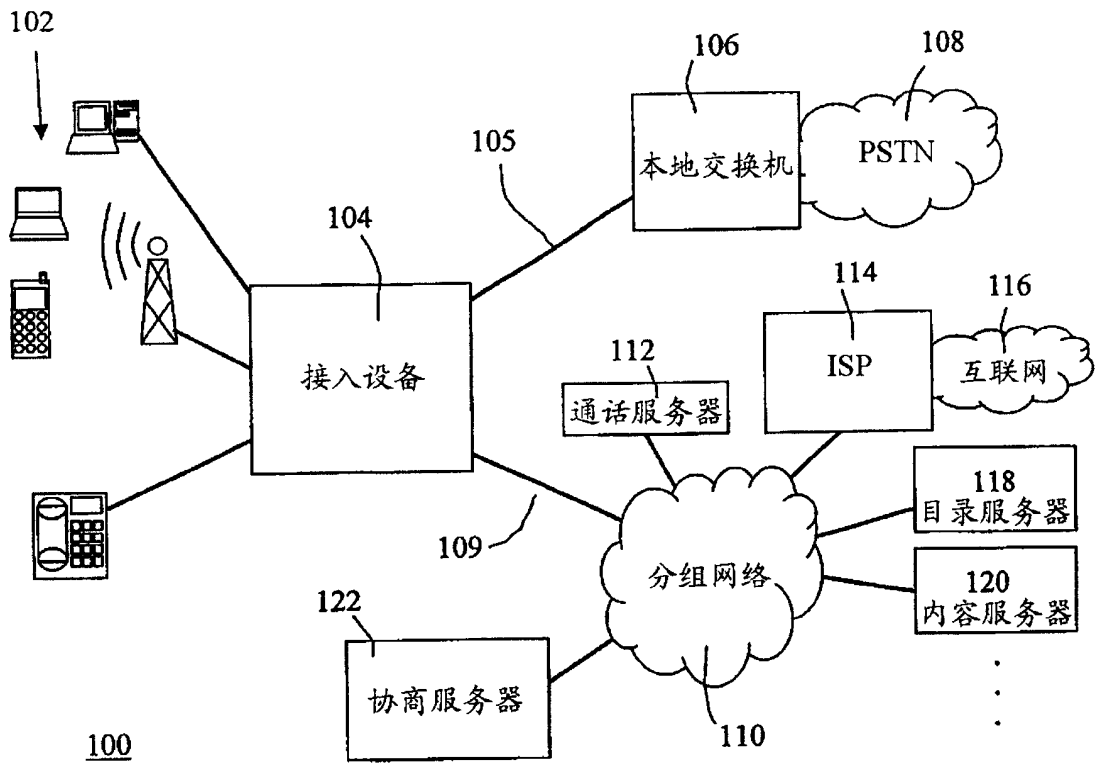 102
106
108
105
本地交换机
PSTN
104
114
116
112
ISP
互联网
接入设备
通话服务器
118
目录服务器
109
分组网络
120
内容服务器
122
协商服务器
110
100